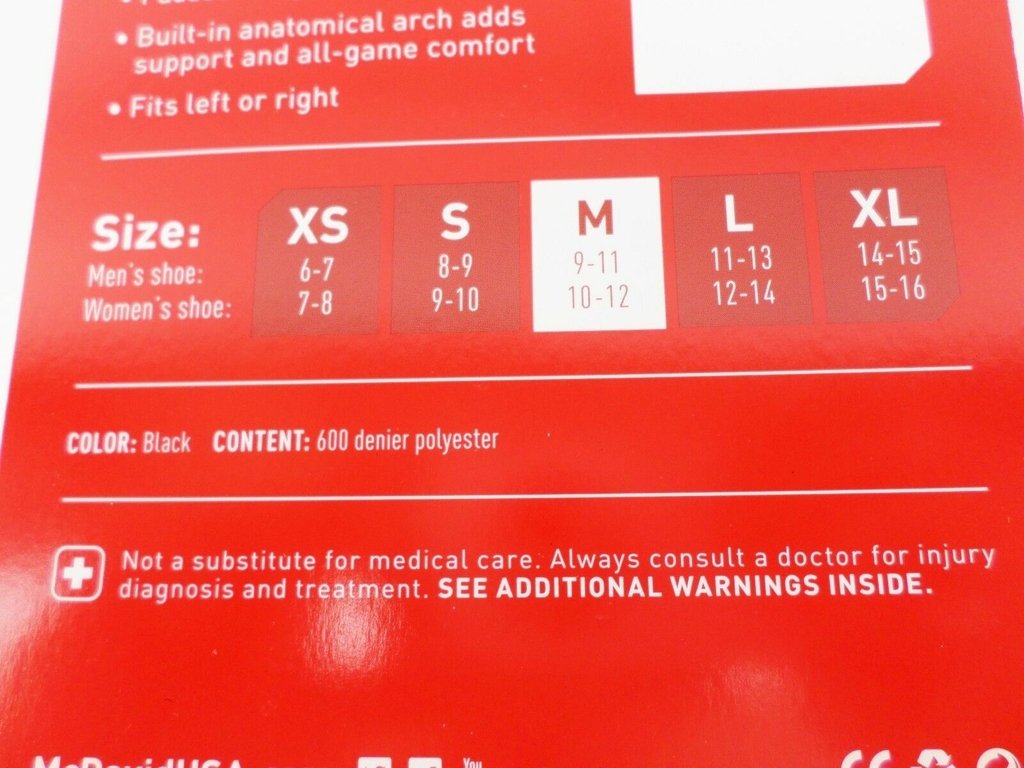 • Built-in anatomical arch adds
support and all-game comfort
• Fits left or right
Size: XS S M L XL
Men's shoe: 6-7 8-9 9-11 11-13 14-15
Women's shoe: 7-8 9-10 10-12 12-14 15-16
COLOR: Black CONTENT: 600 denier polyester
Not a substitute for medical care. Always consult a doctor for injury
diagnosis and treatment. SEE ADDITIONAL WARNINGS INSIDE.
McDavidUSA You
CE